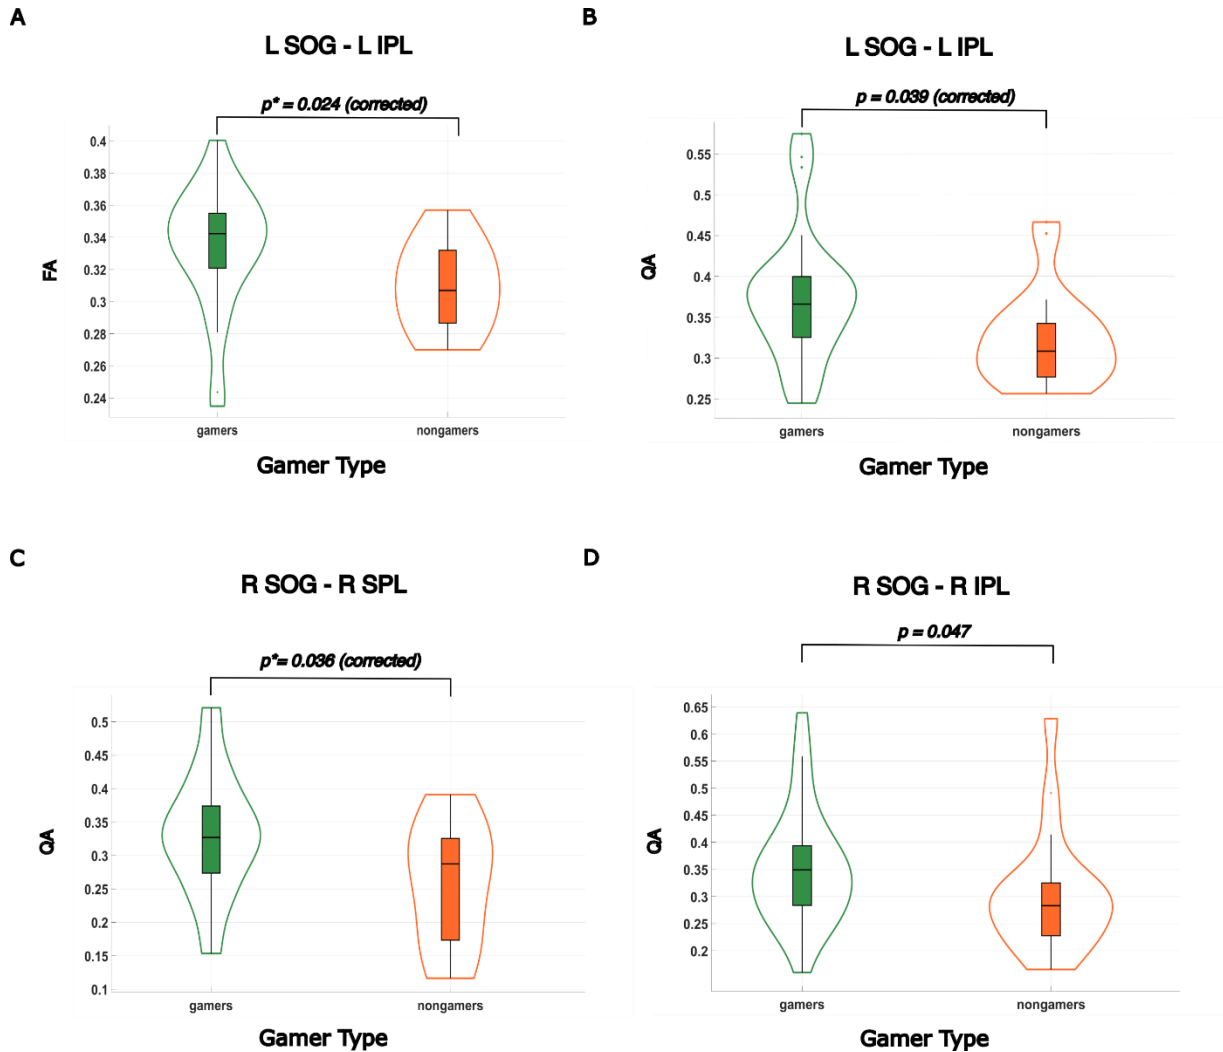 A
L SOG - L IPL
p* = 0.024 (corrected)
0.4
0.38
0.36
0.34
0.32
0.3
0.28
0.26
0.24
FA
gamers
nongamers
Gamer Type
B
L SOG - L IPL
p = 0.039 (corrected)
0.55
0.5
0.45
0.4
0.35
0.3
0.25
QA
gamers
nongamers
Gamer Type
C
R SOG - R SPL
p*= 0.036 (corrected)
0.5
0.45
0.4
0.35
0.3
0.25
0.2
0.15
0.1
QA
gamers
nongamers
Gamer Type
D
R SOG - R IPL
p = 0.047
0.65
0.6
0.55
0.5
0.45
0.4
0.35
0.3
0.25
0.2
QA
gamers
nongamers
Gamer Type